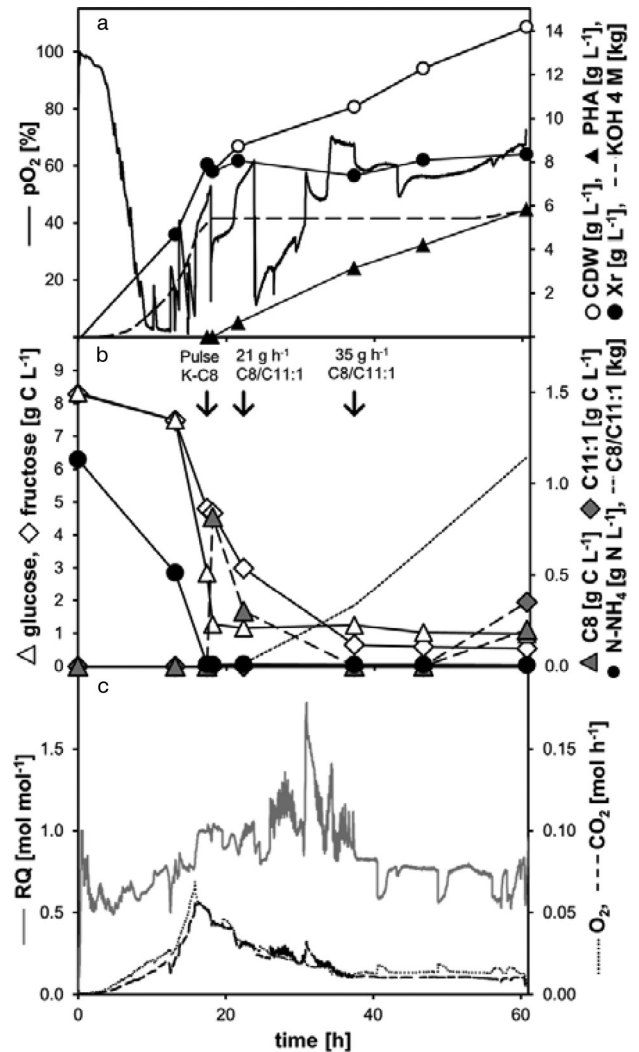 a
100
80
60
40
20
14
12
10
8
6
4
2
— pO2 [%]
○ CDW [g L-1], ▲ PHA [g L-1]
● Xr [g L-1], --- KOH 4 M [kg]
b
Pulse K-C8
21 g h-1 C8/C11:1
35 g h-1 C8/C11:1
9
8
7
6
5
4
3
2
1
0
1.5
1.0
0.5
0.0
△ glucose, ◇ fructose [g C L-1]
▲ C8 [g C L-1] ◆ C11:1 [g C L-1]
● N-NH4 [g N L-1], --- C8/C11:1 [kg]
c
1.5
1.0
0.5
0.0
0.15
0.10
0.05
0.00
— RQ [mol mol-1]
O2, --- CO2 [mol h-1]
0
20
40
60
time [h]